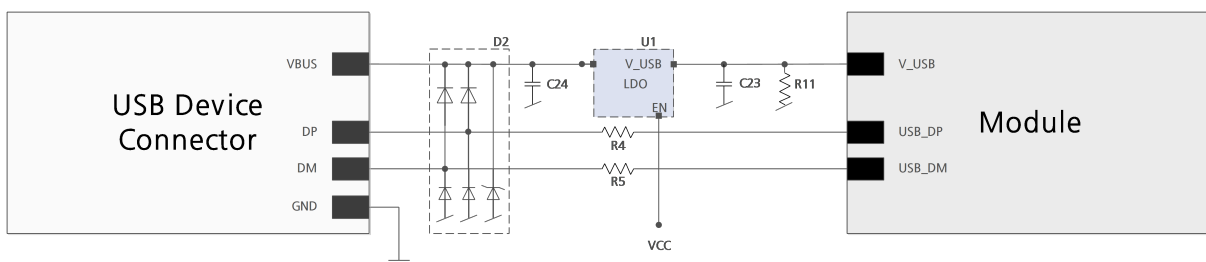 USB Device
Connector
VBUS
DP
DM
GND
D2
C24
U1
V_USB
LDO
EN
C23
R11
R4
R5
VCC
V_USB
USB_DP
USB_DM
Module